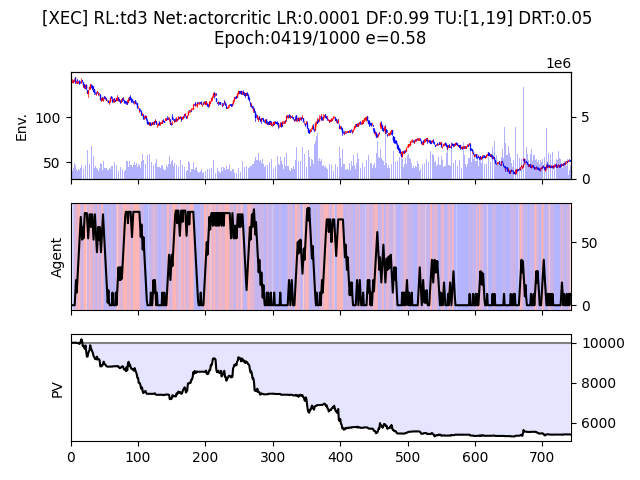 [XEC] RL:td3 Net:actorcritic LR:0.0001 DF:0.99 TU:[1,19] DRT:0.05
Epoch:0419/1000 e=0.58
1e6
Env.
100
50
5
0
Agent
50
0
PV
10000
8000
6000
0 100 200 300 400 500 600 700